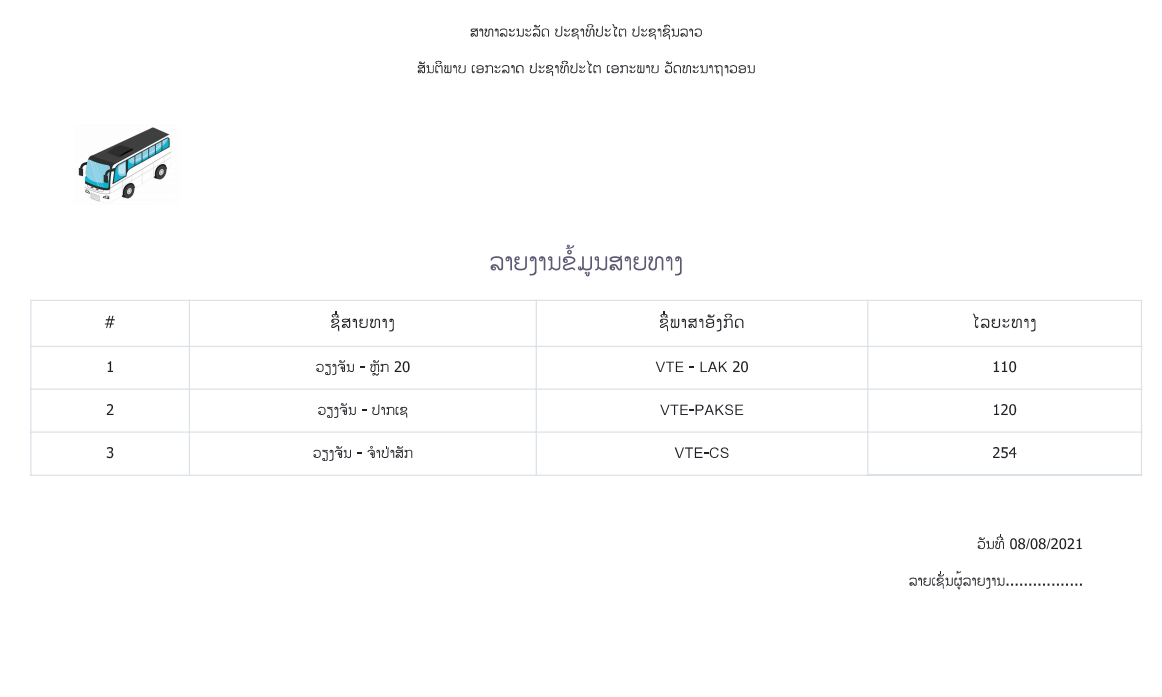 ສາທາລະນະລັດ ປະຊາທິປະໄຕ ປະຊາຊົນລາວ
ສັນຕິພາບ ເອກະລາດ ປະຊາທິປະໄຕ ເອກະພາບ ວັດທະນາຖາວອນ
ລາຍງານຂໍ້ມູນສາຍທາງ
# ຊື່ສາຍທາງ ຊື່ພາສາອັງກິດ ໄລຍະທາງ
1 ວຽງຈັນ - ຫຼັກ 20 VTE - LAK 20 110
2 ວຽງຈັນ - ປາກເຊ VTE-PAKSE 120
3 ວຽງຈັນ - ຈຳປາສັກ VTE-CS 254
ວັນທີ່ 08/08/2021
ລາຍເຊັ່ນຜູ້ລາຍງານ.................